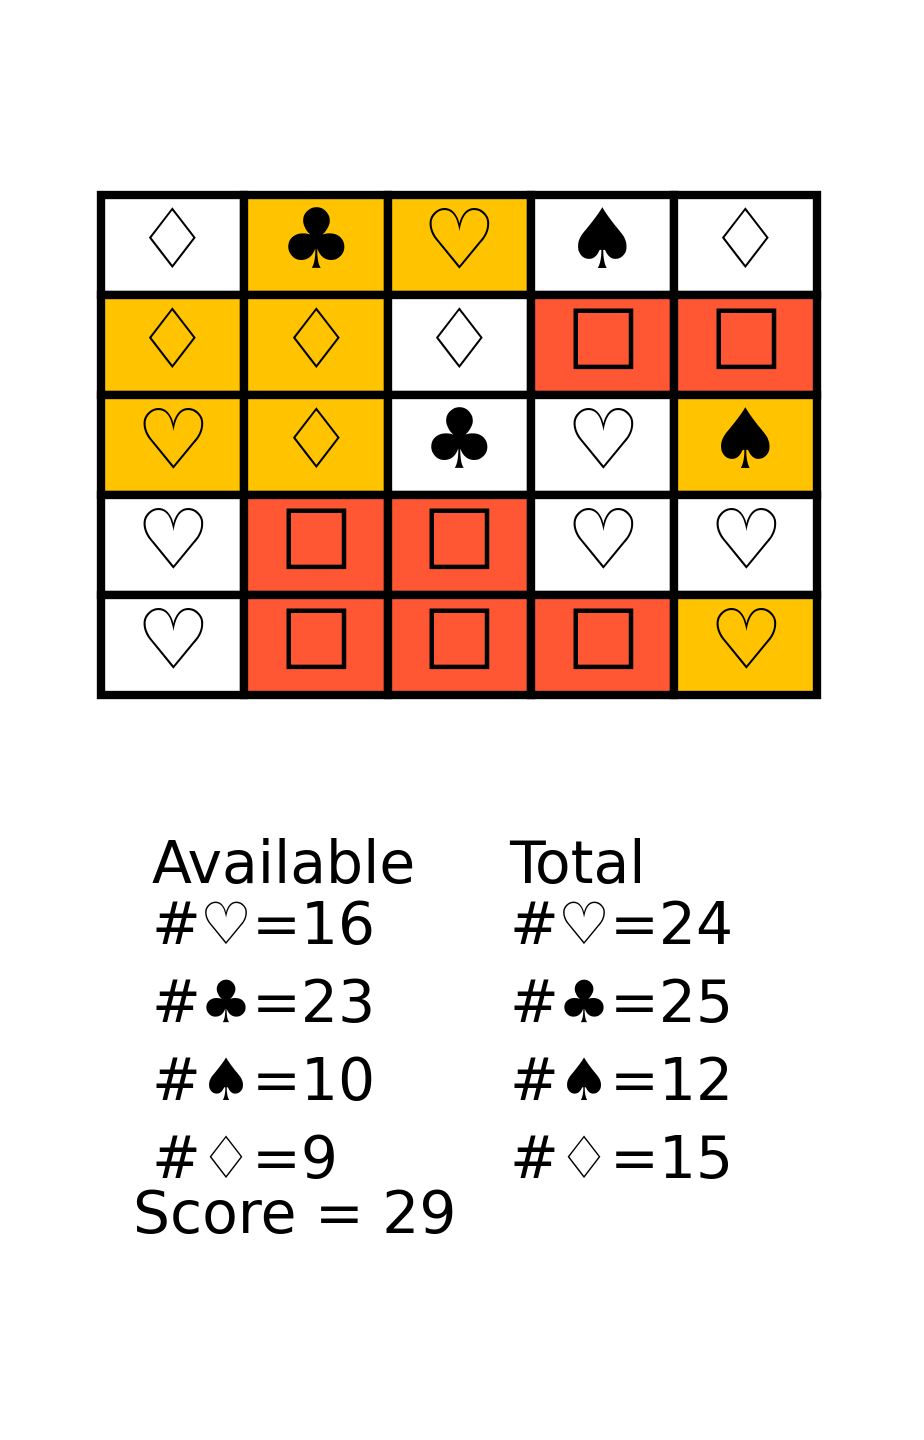 ♢ ♣ ♡ ♠ ♢
♢ ♢ ♢ □ □
♡ ♢ ♣ ♡ ♠
♡ □ □ ♡ ♡
♡ □ □ □ ♡
Available Total
#♡=16 #♡=24
#♣=23 #♣=25
#♠=10 #♠=12
#♢=9 #♢=15
Score = 29